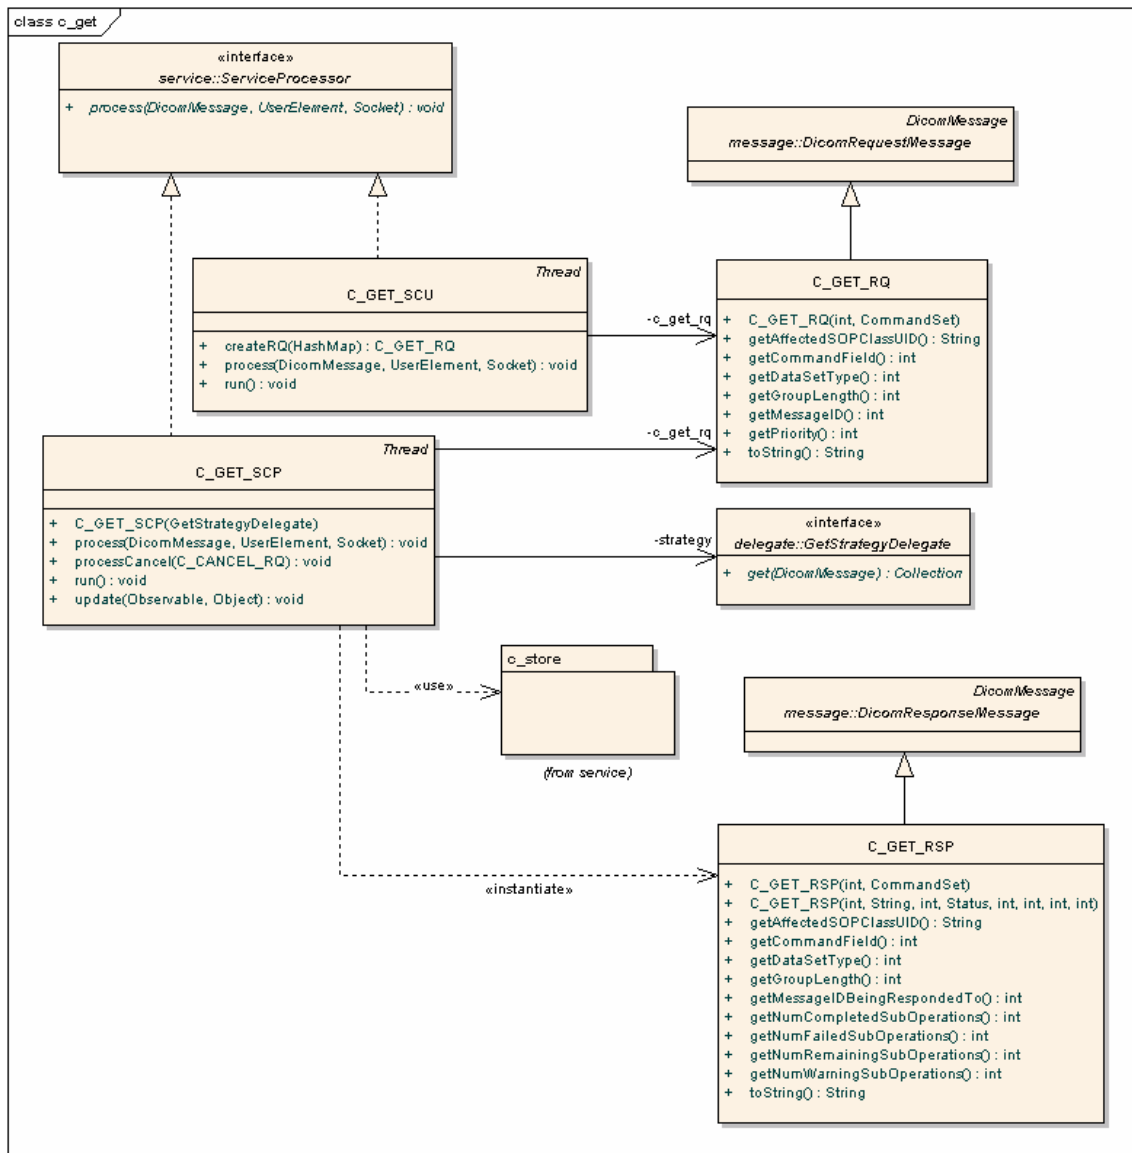 class c_get
«interface»
service::ServiceProcessor
+ process(DicomMessage, UserElement, Socket) : void
DicomMessage
message::DicomRequestMessage
Thread
C_GET_SCU
+ createRQ(HashMap) : C_GET_RQ
+ process(DicomMessage, UserElement, Socket) : void
+ run() : void
-c_get_rq
C_GET_RQ
+ C_GET_RQ(int, CommandSet)
+ getAffectedSOPClassUID() : String
+ getCommandField() : int
+ getDataSetType() : int
+ getGroupLength() : int
+ getMessageID() : int
+ getPriority() : int
+ toString() : String
-c_get_rq
Thread
C_GET_SCP
+ C_GET_SCP(GetStrategyDelegate)
+ process(DicomMessage, UserElement, Socket) : void
+ processCancel(C_CANCEL_RQ) : void
+ run() : void
+ update(Observable, Object) : void
-strategy
«interface»
delegate::GetStrategyDelegate
+ get(DicomMessage) : Collection
c_store
«use»
(from service)
DicomMessage
message::DicomResponseMessage
«instantiate»
C_GET_RSP
+ C_GET_RSP(int, CommandSet)
+ C_GET_RSP(int, String, int, Status, int, int, int, int)
+ getAffectedSOPClassUID() : String
+ getCommandField() : int
+ getDataSetType() : int
+ getGroupLength() : int
+ getMessageIDBeingRespondedTo() : int
+ getNumCompletedSubOperations() : int
+ getNumFailedSubOperations() : int
+ getNumRemainingSubOperations() : int
+ getNumWarningSubOperations() : int
+ toString() : String